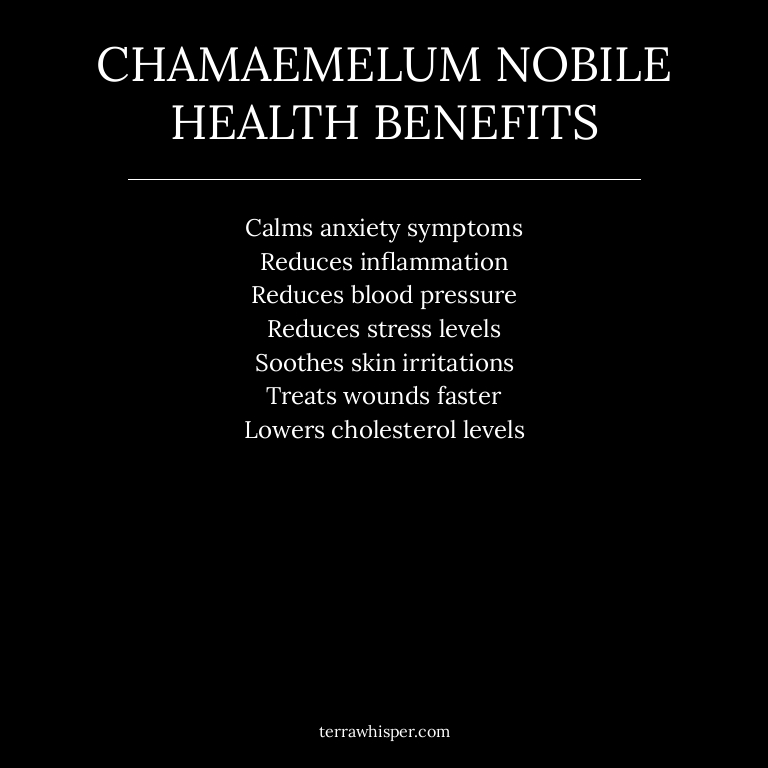 CHAMAEMELUM NOBILE
HEALTH BENEFITS
Calms anxiety symptoms
Reduces inflammation
Reduces blood pressure
Reduces stress levels
Soothes skin irritations
Treats wounds faster
Lowers cholesterol levels
terrawhisper.com